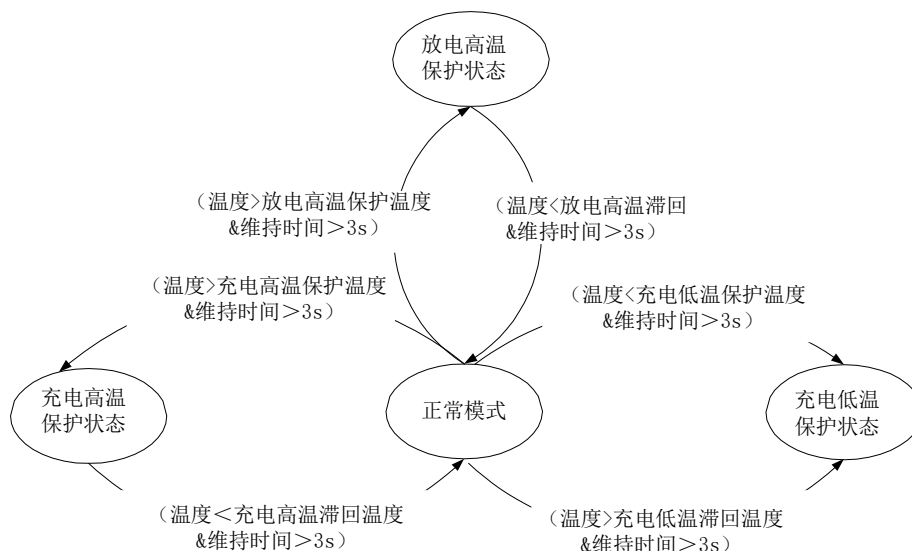 放电高温
保护状态
（温度>放电高温保护温度
&维持时间＞3s）
（温度<放电高温滞回
&维持时间＞3s）
（温度>充电高温保护温度
&维持时间＞3s）
（温度<充电低温保护温度
&维持时间＞3s）
充电高温
保护状态
正常模式
充电低温
保护状态
（温度＜充电高温滞回温度
&维持时间＞3s）
（温度>充电低温滞回温度
&维持时间＞3s）